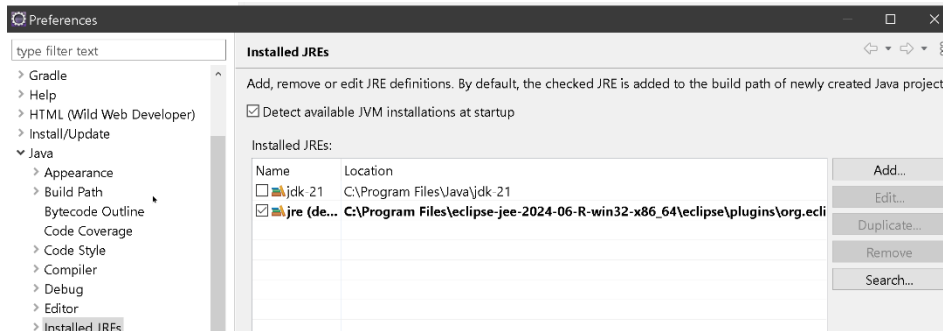 Preferences
type filter text
Installed JREs
Gradle
Help
HTML (Wild Web Developer)
Install/Update
Java
Appearance
Build Path
Bytecode Outline
Code Coverage
Code Style
Compiler
Debug
Editor
Installed JREs
Add, remove or edit JRE definitions. By default, the checked JRE is added to the build path of newly created Java project
Detect available JVM installations at startup
Installed JREs:
Name Location
jdk-21 C:\Program Files\Java\jdk-21
jre (de... C:\Program Files\eclipse-jee-2024-06-R-win32-x86_64\eclipse\plugins\org.ecli
Add...
Edit...
Duplicate...
Remove
Search...